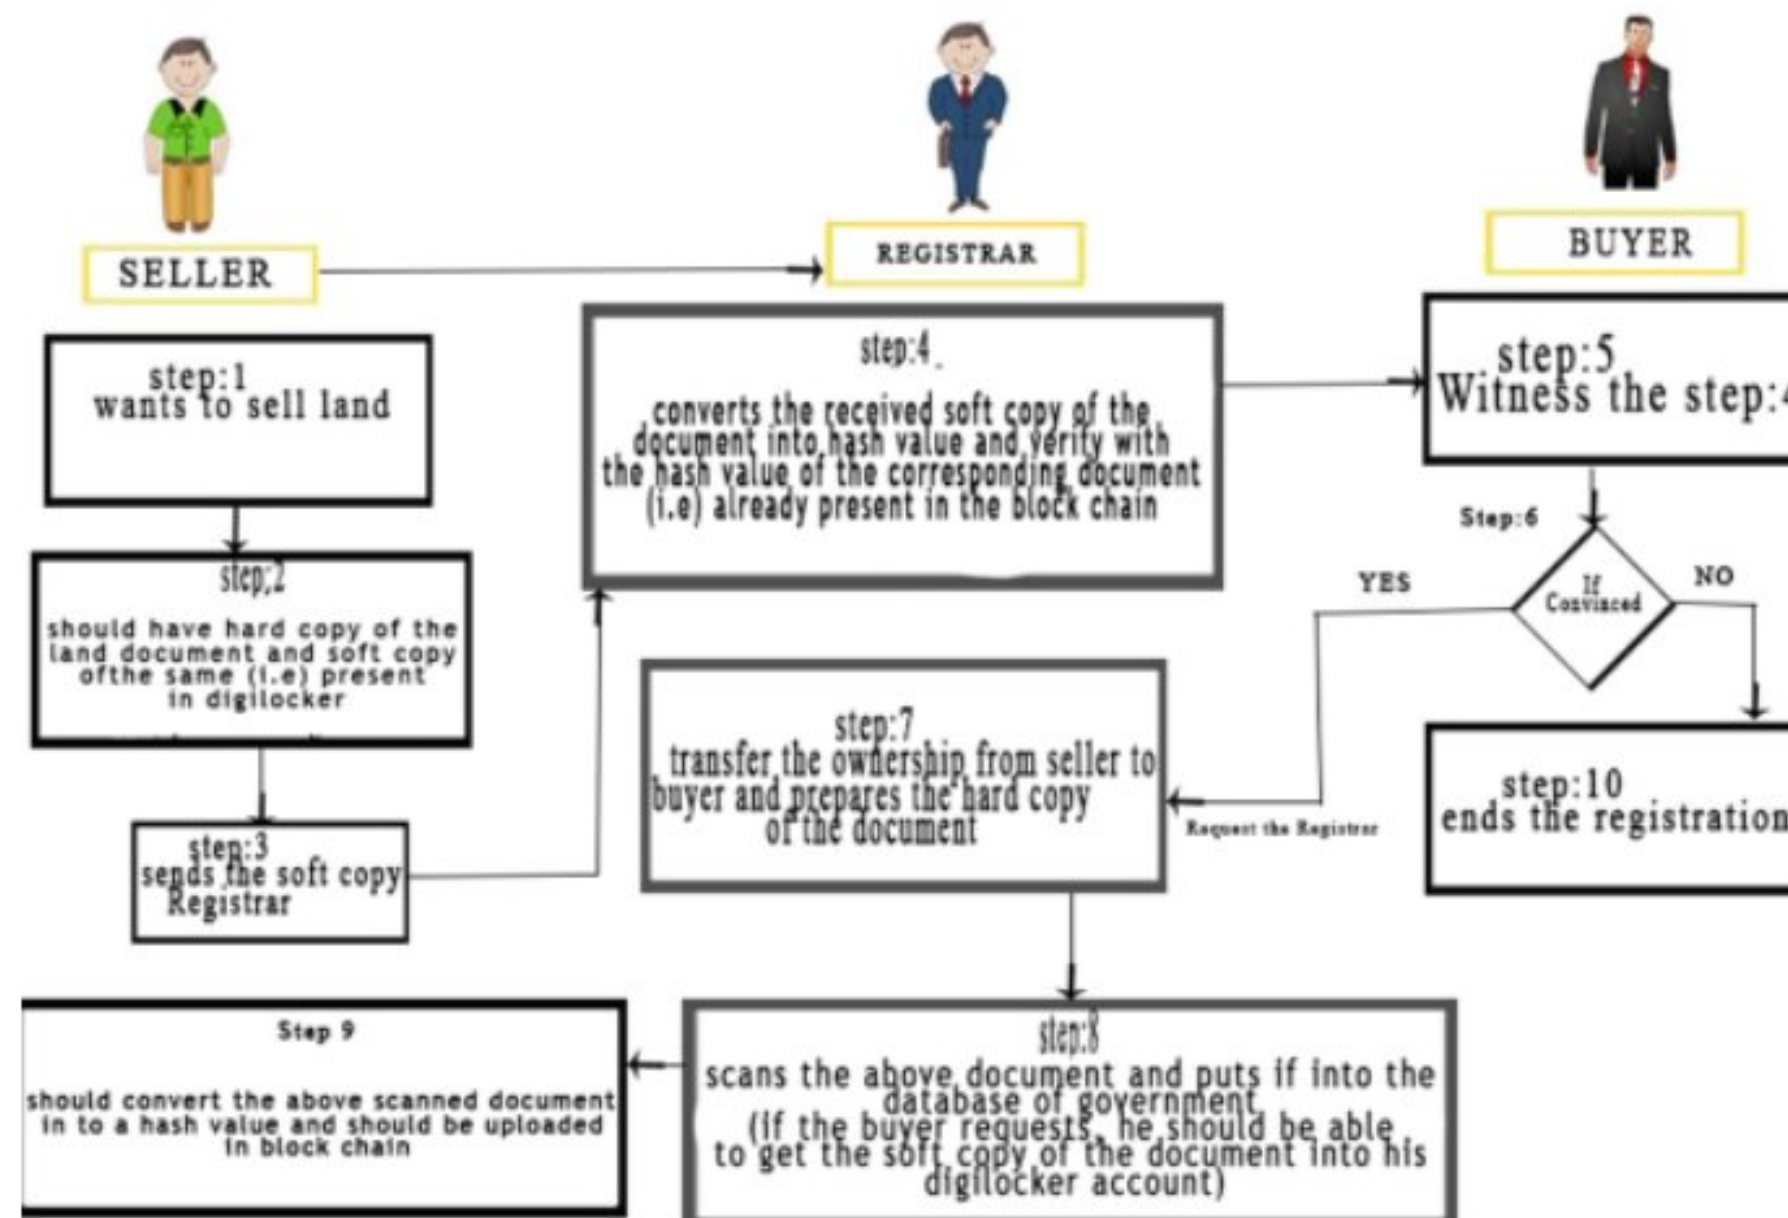 SELLER
REGISTRAR
BUYER
step:1
wants to sell land
step;2
should have hard copy of the
land document and soft copy
ofthe same (i.e) present
in digilocker
step:3
sends the soft copy
Registrar
step:4
converts the received soft copy of the
document into hash value and verify with
the hash value of the corresponding document
(i.e) already present in the block chain
step:5
Witness the step:4
Step:6
If
Convinced
YES
NO
Request the Registrar
step:7
transfer the ownership from seller to
buyer and prepares the hard copy
of the document
step:8
scans the above document and puts if into the
database of government
(if the buyer requests, he should be able
to get the soft copy of the document into his
digilocker account)
Step 9
should convert the above scanned document
in to a hash value and should be uploaded
in block chain
step:10
ends the registration